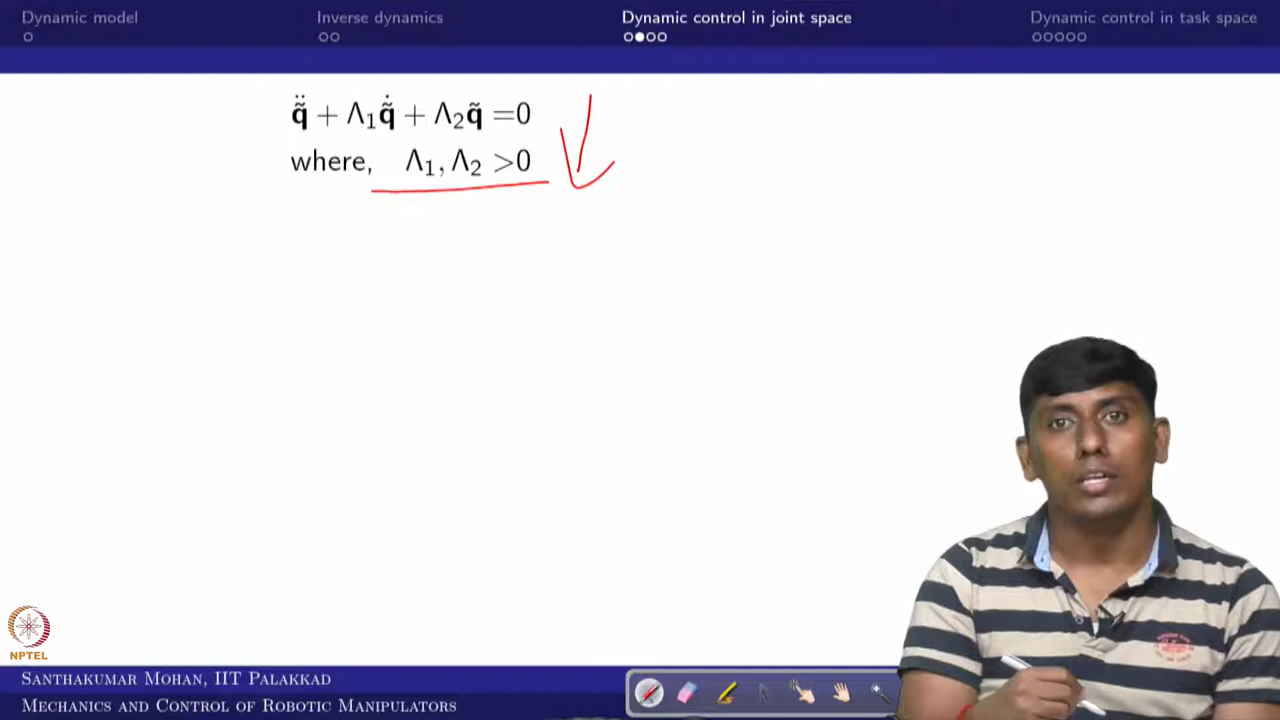 Dynamic model
Inverse dynamics
Dynamic control in joint space
Dynamic control in task space
q̃̈ + Λ₁q̃̇ + Λ₂q̃ =0
where, Λ₁, Λ₂ >0
NPTEL
Santhakumar Mohan, IIT Palakkad
Mechanics and Control of Robotic Manipulators